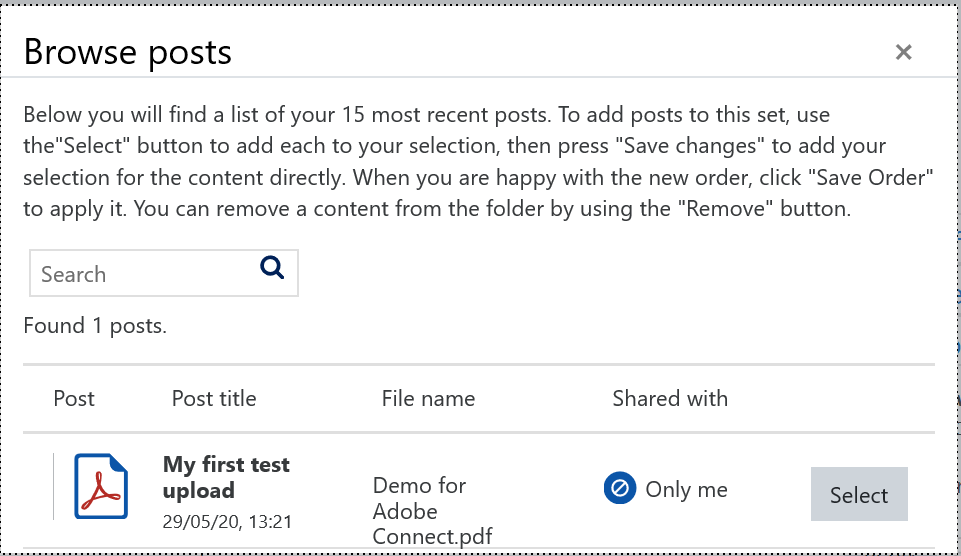 Browse posts
×
Below you will find a list of your 15 most recent posts. To add posts to this set, use
the"Select" button to add each to your selection, then press "Save changes" to add your
selection for the content directly. When you are happy with the new order, click "Save Order"
to apply it. You can remove a content from the folder by using the "Remove" button.
Search
Found 1 posts.
Post Post title File name Shared with
My first test
upload
29/05/20, 13:21
Demo for
Adobe
Connect.pdf
Only me
Select